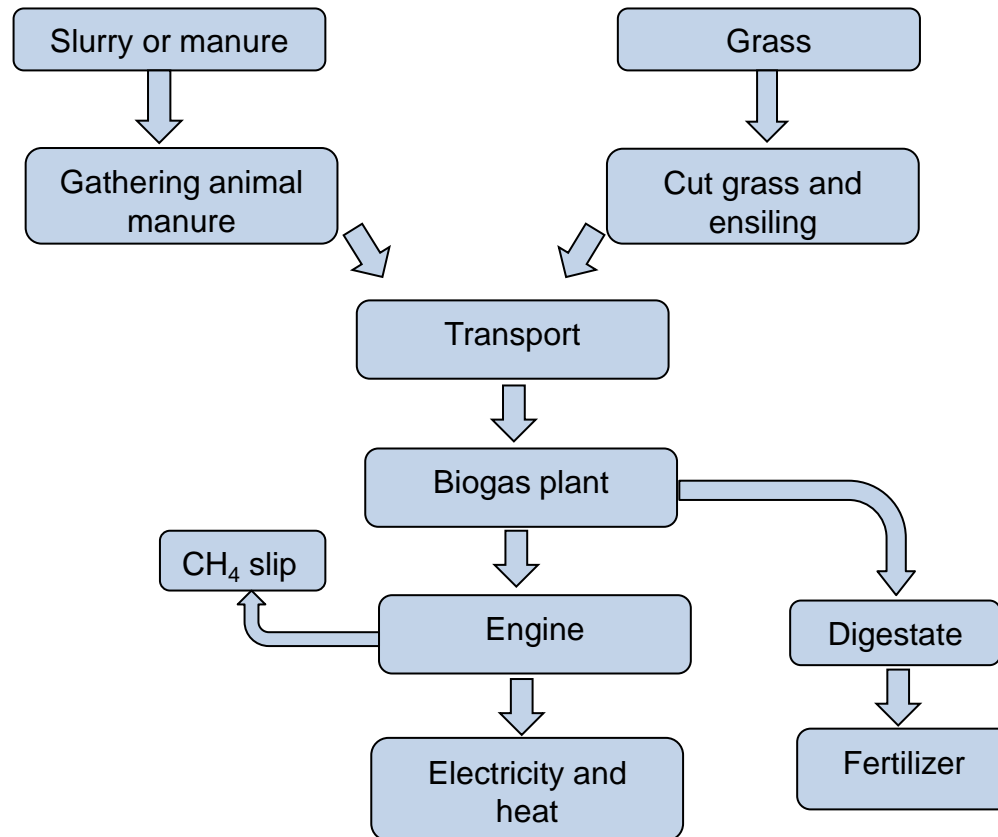 Slurry or manure
Grass
Gathering animal
manure
Cut grass and
ensiling
Transport
Biogas plant
CH₄ slip
Engine
Digestate
Electricity and
heat
Fertilizer